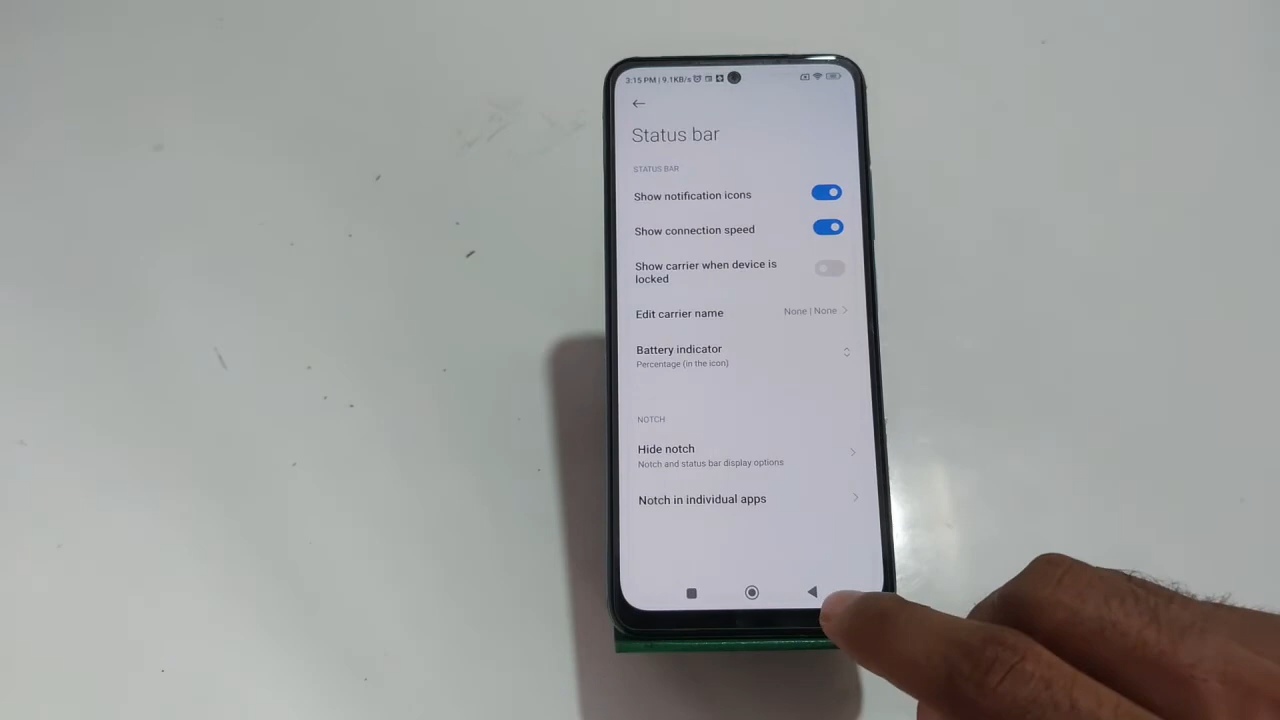 3:15 PM | 9.1KB/s
Status bar
STATUS BAR
Show notification icons
Show connection speed
Show carrier when device is
locked
Edit carrier name
None | None
Battery indicator
Percentage (in the icon)
NOTCH
Hide notch
Notch and status bar display options
Notch in individual apps